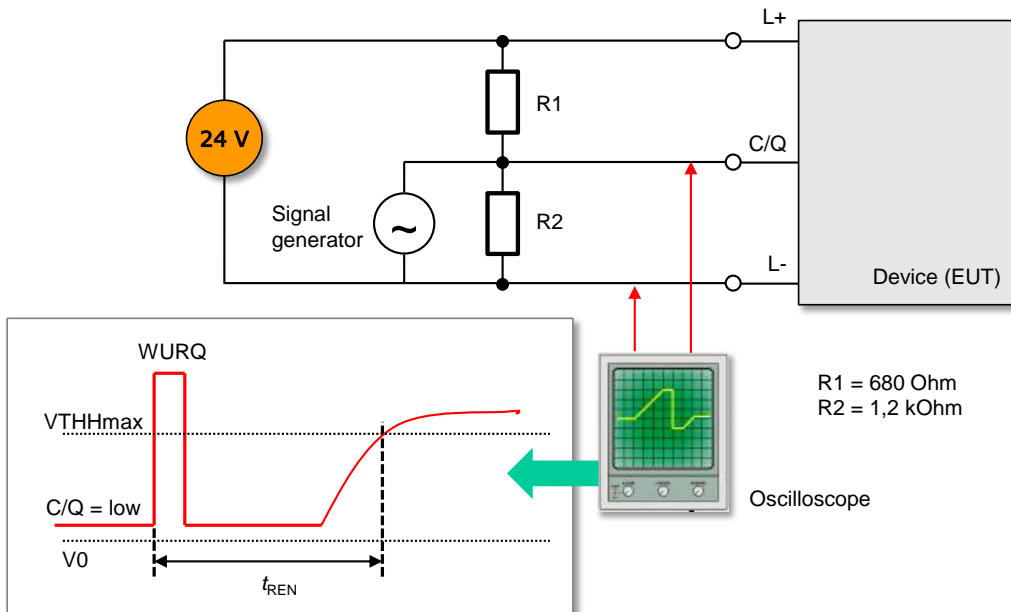 L+
R1
24 V
C/Q
Signal
generator
~
R2
L-
Device (EUT)
WURQ
VTHHmax
C/Q = low
V0
tREN
R1 = 680 Ohm
R2 = 1,2 kOhm
Oscilloscope